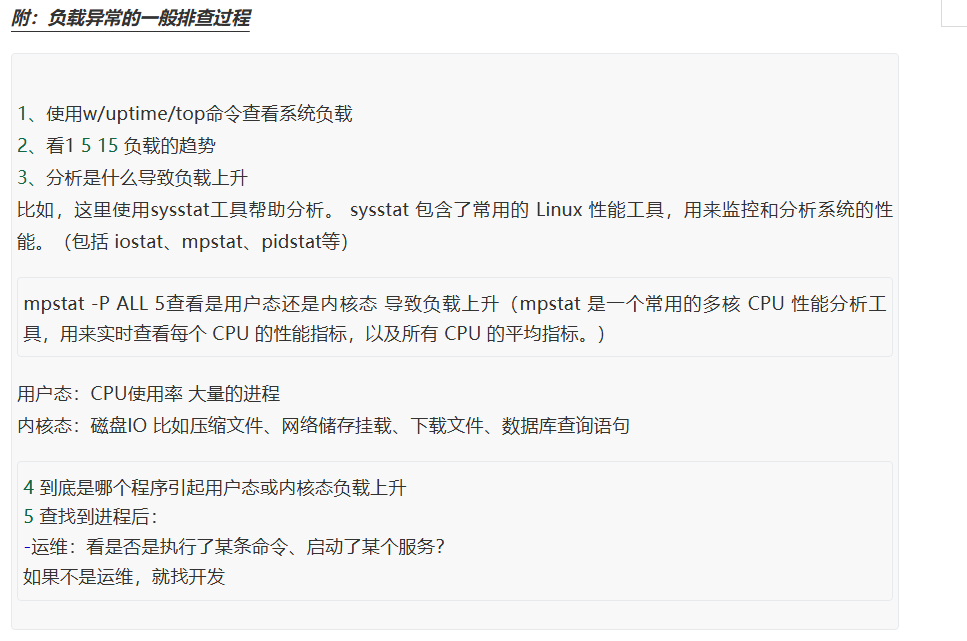 附：负载异常的一般排查过程
1、使用w/uptime/top命令查看系统负载
2、看1 5 15 负载的趋势
3、分析是什么导致负载上升
比如，这里使用sysstat工具帮助分析。 sysstat 包含了常用的 Linux 性能工具，用来监控和分析系统的性
能。（包括 iostat、mpstat、pidstat等）
mpstat -P ALL 5查看是用户态还是内核态 导致负载上升（mpstat 是一个常用的多核 CPU 性能分析工
具，用来实时查看每个 CPU 的性能指标，以及所有 CPU 的平均指标。）
用户态：CPU使用率 大量的进程
内核态：磁盘IO 比如压缩文件、网络储存挂载、下载文件、数据库查询语句
4 到底是哪个程序引起用户态或内核态负载上升
5 查找到进程后：
-运维：看是否是执行了某条命令、启动了某个服务？
如果不是运维，就找开发